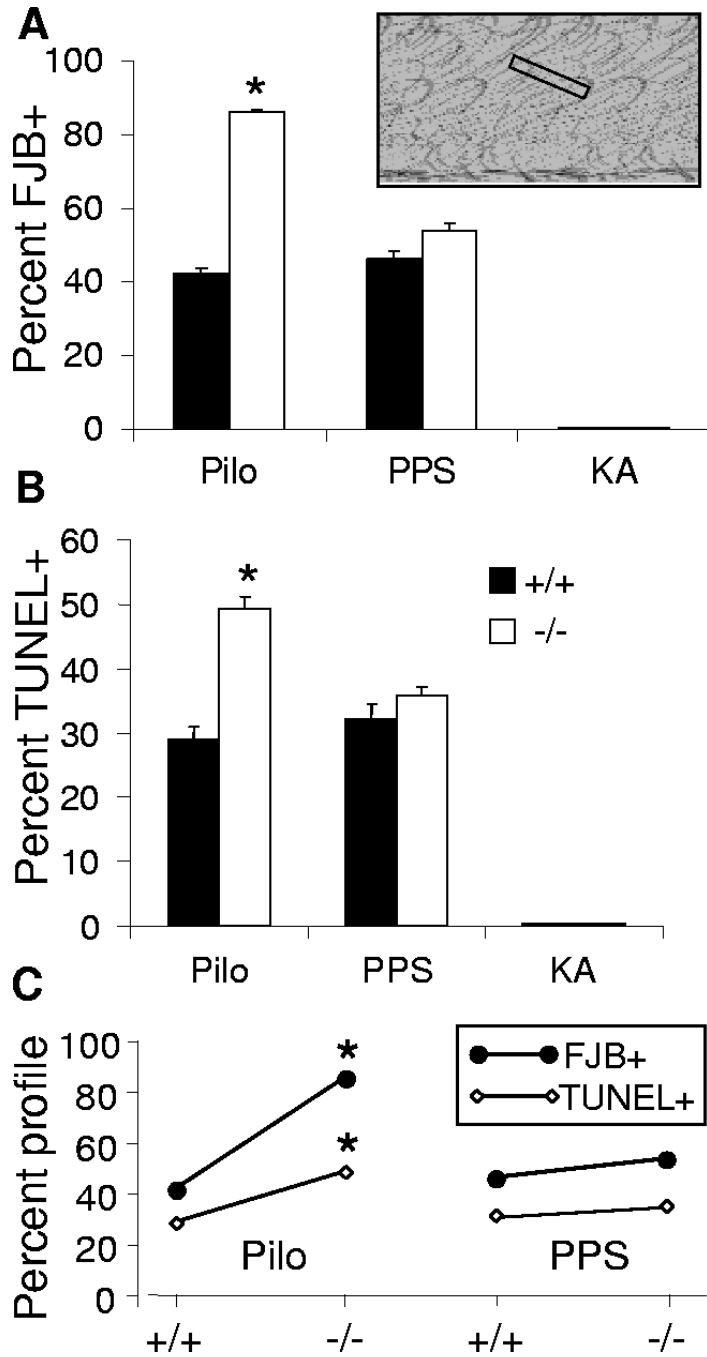 A
Percent FJB+
100
80
60
40
20
0
*
Pilo
PPS
KA
B
Percent TUNEL+
60
50
40
30
20
10
0
*
+/+
-/-
Pilo
PPS
KA
C
Percent profile
100
80
60
40
20
0
*
*
FJB+
TUNEL+
Pilo
PPS
+/+
-/-
+/+
-/-